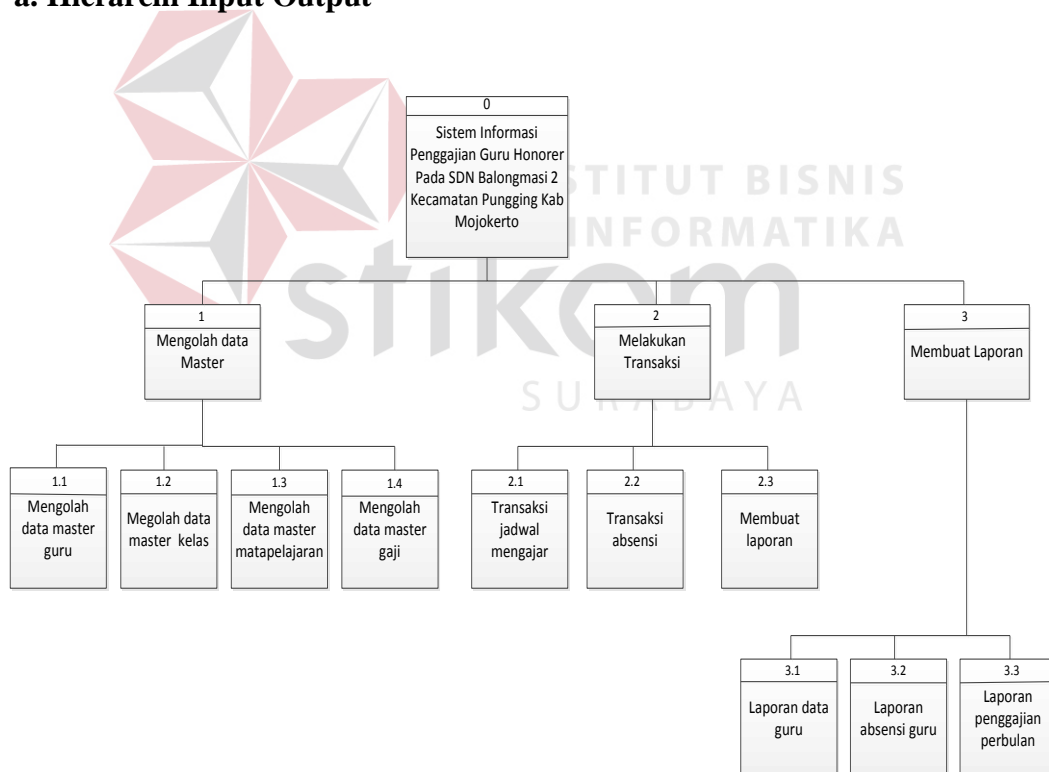 a. Hierarchi Input Output
0
Sistem Informasi
Penggajian Guru Honorer
Pada SDN Balongmasi 2
Kecamatan Pungging Kab
Mojokerto
BISNIS
INFORMATIKA
stikom
SURABAYA
1
Mengolah data
Master
2
Melakukan
Transaksi
3
Membuat Laporan
1.1
Mengolah
data master
guru
1.2
Megolah data
master kelas
1.3
Mengolah
data master
matapelajaran
1.4
Mengolah
data master
gaji
2.1
Transaksi
jadwal
mengajar
2.2
Transaksi
absensi
2.3
Membuat
laporan
3.1
Laporan data
guru
3.2
Laporan
absensi guru
3.3
Laporan
penggajian
perbulan